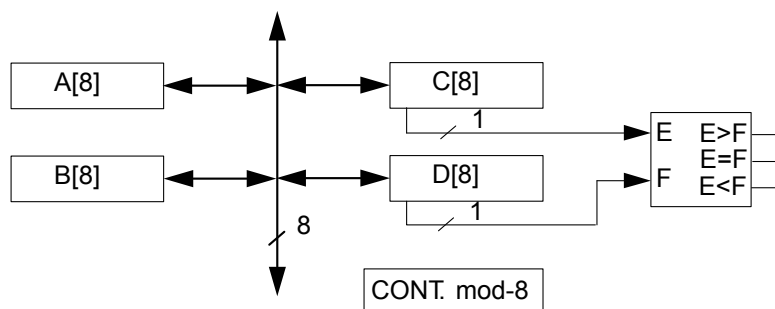 A[8]
C[8]
1
E E>F
E=F
B[8]
D[8]
F E<F
1
8
CONT. mod-8